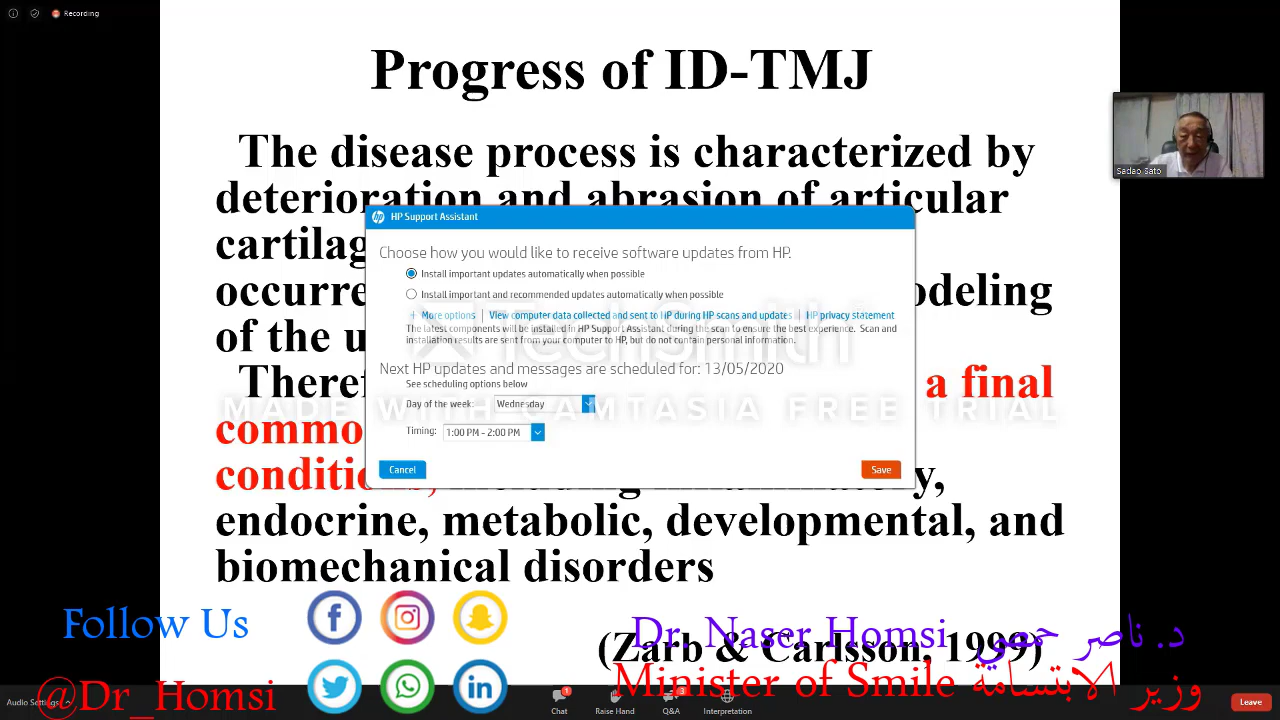 Recording
Progress of ID-TMJ
The disease process is characterized by
deterioration and abrasion of articular
cartilag
occurre odeling
of the u
Theref a final
commo
conditions, including inflammatory,
endocrine, metabolic, developmental, and
biomechanical disorders
(Zarb & Carlsson, 1999)
Sadao Sato
HP Support Assistant
Choose how you would like to receive software updates from HP.
Install important updates automatically when possible
Install important and recommended updates automatically when possible
+ More options | View computer data collected and sent to HP during HP scans and updates | HP privacy statement
The latest components will be installed in HP Support Assistant during the scan to ensure the best experience. Scan and
installation results are sent from your computer to HP, but do not contain personal information.
Next HP updates and messages are scheduled for: 13/05/2020
See scheduling options below
Day of the week: Wednesday
Timing: 1:00 PM - 2:00 PM
Cancel Save
TechSmith
MADE WITH CAMTASIA FREE TRIAL
Follow Us
@Dr_Homsi
Dr. Naser Homsi د. ناصر حمصي
Minister of Smile وزير الابتسامة
Audio Settings
Chat 1
Raise Hand
Q&A 3
Interpretation
Leave